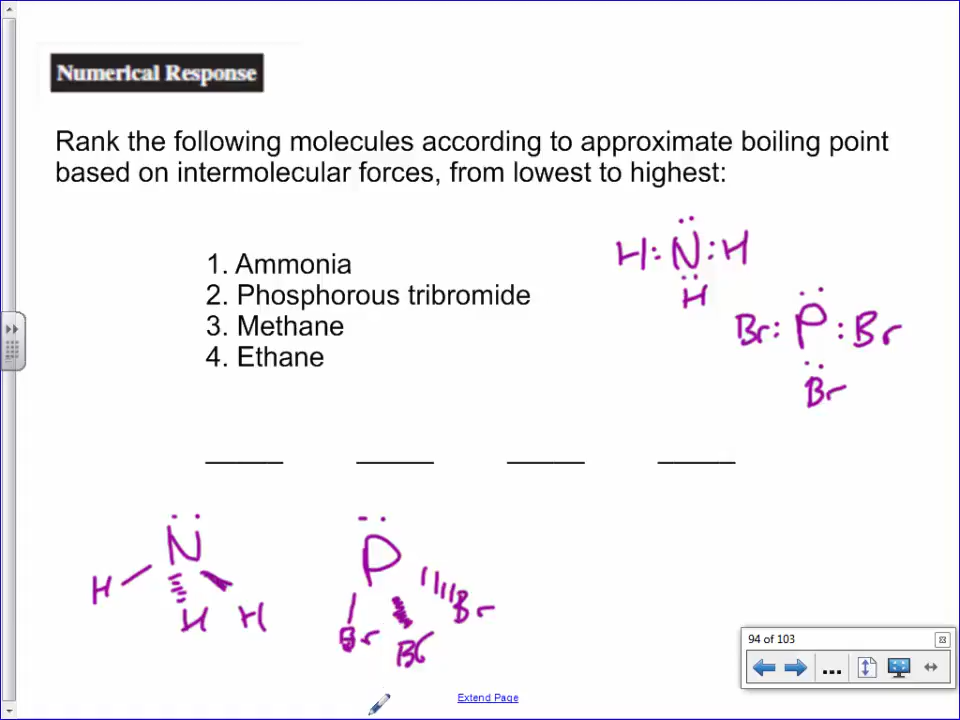 Numerical Response
Rank the following molecules according to approximate boiling point
based on intermolecular forces, from lowest to highest:
1. Ammonia
2. Phosphorous tribromide
3. Methane
4. Ethane
H : N : H
H
Br : P : Br
Br
N
H
H
H
P
Br
Br
Br
94 of 103
...
Extend Page